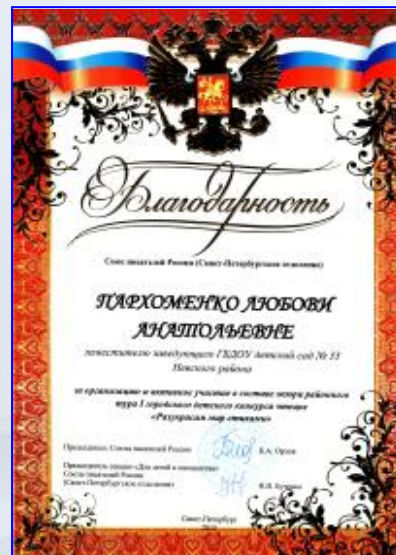 Благодарность
Союз писателей России (Санкт-Петербургское отделение)
ПАРХОМЕНКО ЛЮБОВИ
АНАТОЛЬЕВНЕ
заместителю заведующего ГБДОУ детский сад № 33
Невского района
за организацию и активное участие в составе жюри районного
тура I городского детского конкурса чтецов
«Разукрасим мир стихами»
Председатель Союза писателей России
Б.А. Орлов
Председатель секции «Для детей и юношества»
Союза писателей России
(Санкт-Петербургское отделение)
Санкт-Петербург